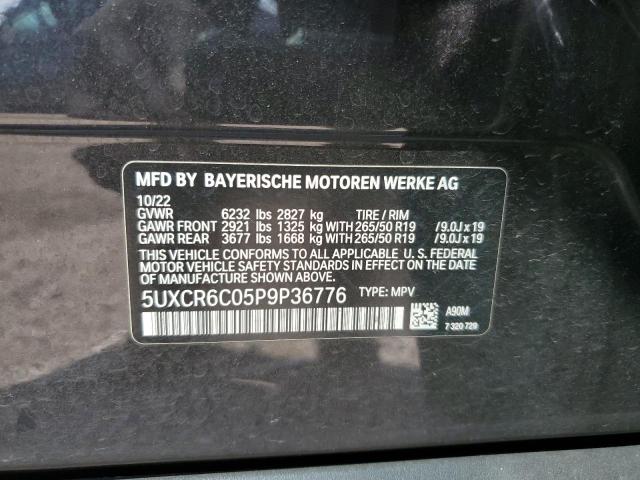 MFD BY BAYERISCHE MOTOREN WERKE AG
10/22
GVWR 6232 lbs 2827 kg TIRE / RIM
GAWR FRONT 2921 lbs 1325 kg WITH 265/50 R19 /9.0J x 19
GAWR REAR 3677 lbs 1668 kg WITH 265/50 R19 /9.0J x 19
THIS VEHICLE CONFORMS TO ALL APPLICABLE U. S. FEDERAL
MOTOR VEHICLE SAFETY STANDARDS IN EFFECT ON THE DATE
OF MANUFACTURE SHOWN ABOVE.
5UXCR6C05P9P36776 TYPE: MPV
A90M
7 320 729